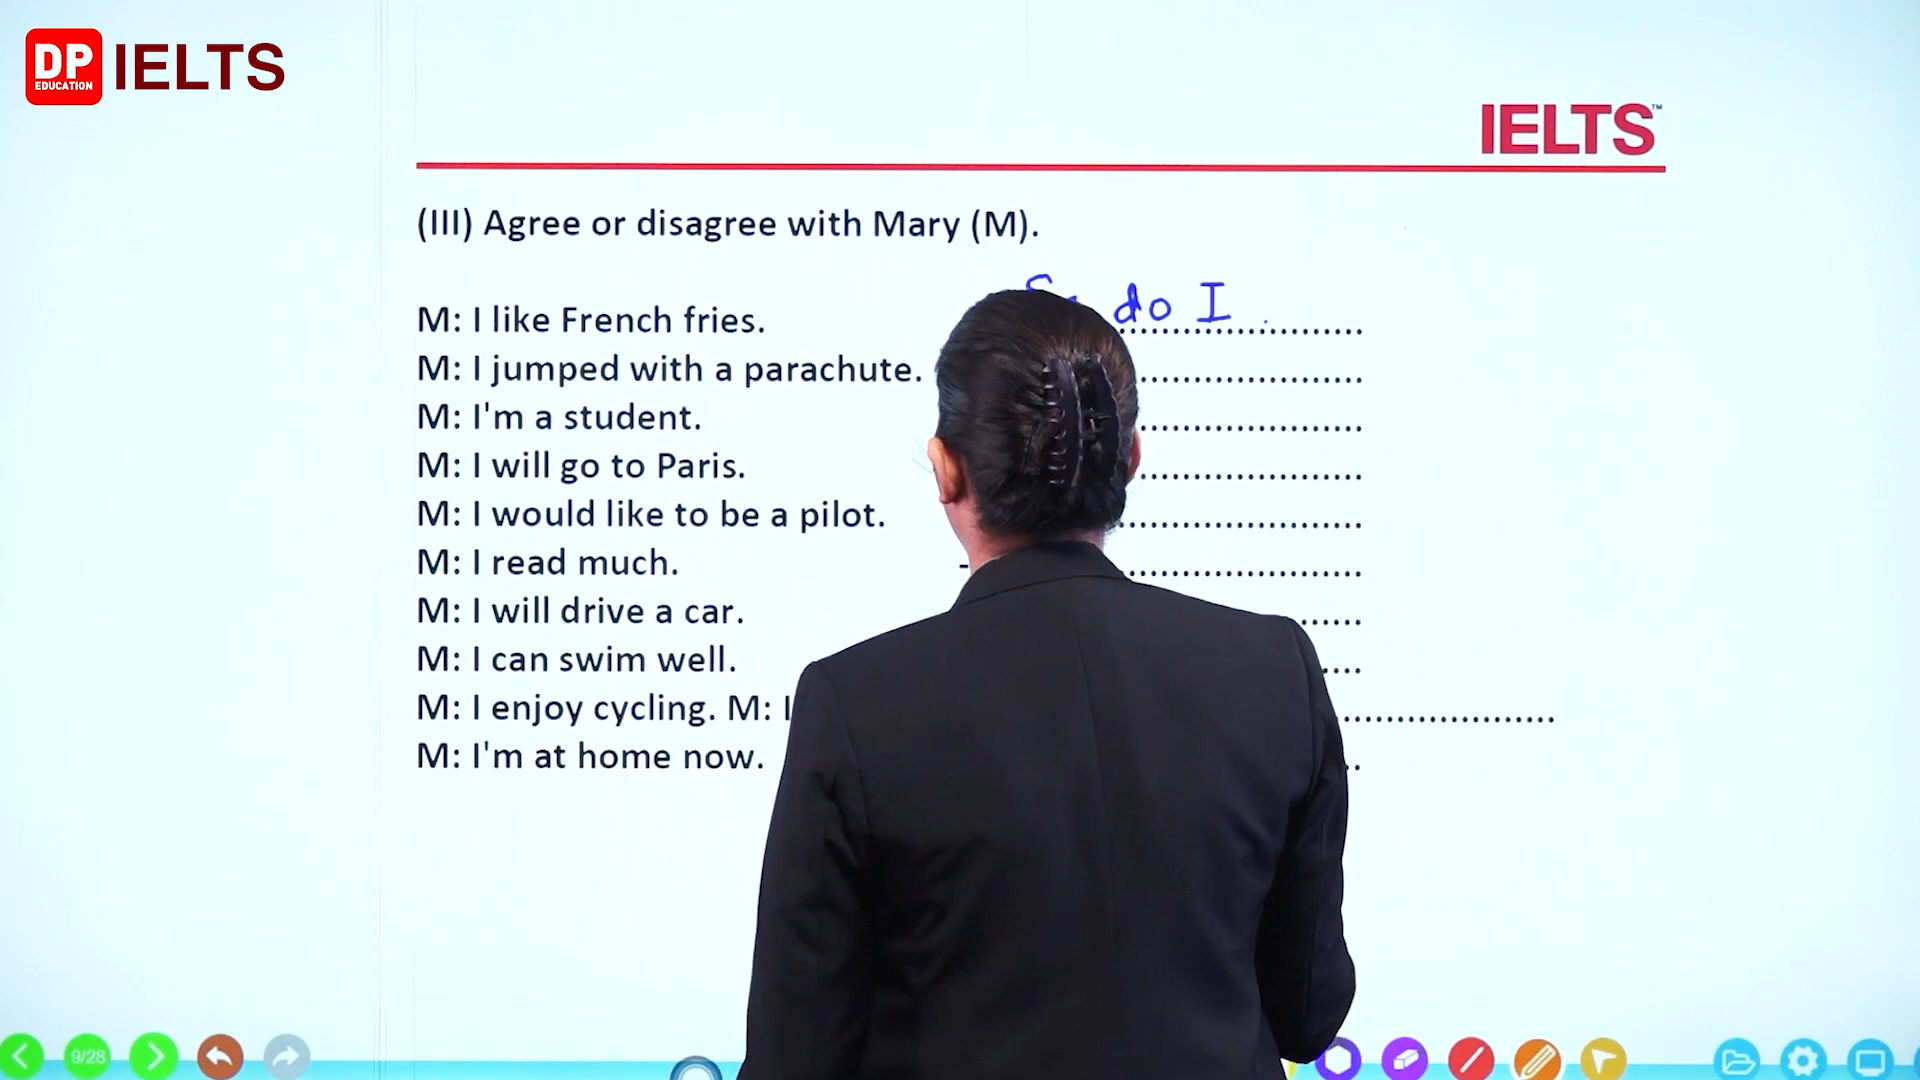 DP EDUCATION IELTS
IELTS™
(III) Agree or disagree with Mary (M).
do I
M: I like French fries. ......................
M: I jumped with a parachute. ......................
M: I'm a student. ......................
M: I will go to Paris. ......................
M: I would like to be a pilot. ......................
M: I read much. - ......................
M: I will drive a car. ......
M: I can swim well. ....
M: I enjoy cycling. M: I ....................
M: I'm at home now. ..
9/28